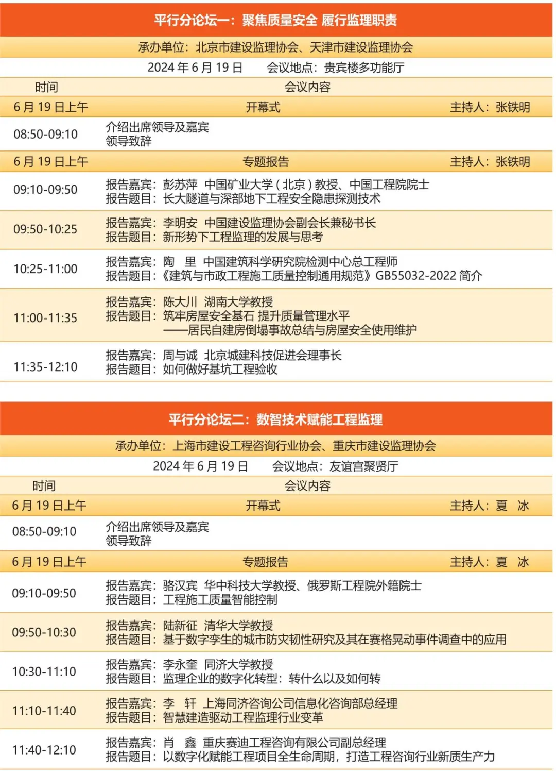 平行分论坛一：聚焦质量安全 履行监理职责
承办单位：北京市建设监理协会、天津市建设监理协会
2024年6月19日 会议地点：贵宾楼多功能厅
时间 会议内容
6月19日上午 开幕式 主持人：张铁明
08:50-09:10 介绍出席领导及嘉宾
领导致辞
6月19日上午 专题报告 主持人：张铁明
09:10-09:50 报告嘉宾：彭苏萍 中国矿业大学(北京)教授、中国工程院院士
报告题目：长大隧道与深部地下工程安全隐患探测技术
09:50-10:25 报告嘉宾：李明安 中国建设监理协会副会长兼秘书长
报告题目：新形势下工程监理的发展与思考
10:25-11:00 报告嘉宾：陶 里 中国建筑科学研究院检测中心总工程师
报告题目：《建筑与市政工程施工质量控制通用规范》GB55032-2022 简介
11:00-11:35 报告嘉宾：陈大川 湖南大学教授
报告题目：筑牢房屋安全基石 提升质量管理水平
——居民自建房倒塌事故总结与房屋安全使用维护
11:35-12:10 报告嘉宾：周与诚 北京城建科技促进会理事长
报告题目：如何做好基坑工程验收
平行分论坛二：数智技术赋能工程监理
承办单位：上海市建设工程咨询行业协会、重庆市建设监理协会
2024年6月19日 会议地点：友谊宫聚贤厅
时间 会议内容
6月19日上午 开幕式 主持人：夏 冰
08:50-09:10 介绍出席领导及嘉宾
领导致辞
6月19日上午 专题报告 主持人：夏 冰
09:10-09:50 报告嘉宾：骆汉宾 华中科技大学教授、俄罗斯工程院外籍院士
报告题目：工程施工质量智能控制
09:50-10:30 报告嘉宾：陆新征 清华大学教授
报告题目：基于数字孪生的城市防灾韧性研究及其在赛格晃动事件调查中的应用
10:30-11:10 报告嘉宾：李永奎 同济大学教授
报告题目：监理企业的数字化转型：转什么以及如何转
11:10-11:40 报告嘉宾：李 轩 上海同济咨询公司信息化咨询部总经理
报告题目：智慧建造驱动工程监理行业变革
11:40-12:10 报告嘉宾：肖 鑫 重庆赛迪工程咨询有限公司副总经理
报告题目：以数字化赋能工程项目全生命周期，打造工程咨询行业新质生产力